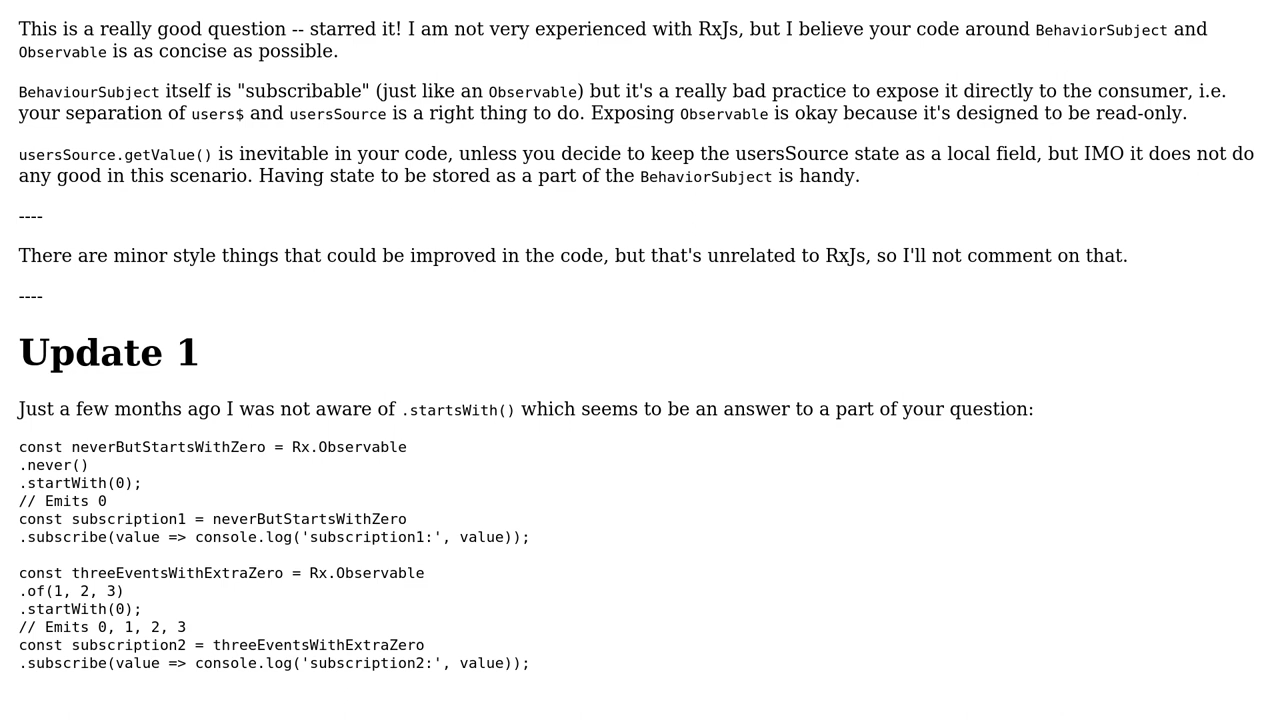 This is a really good question -- starred it! I am not very experienced with RxJs, but I believe your code around BehaviorSubject and
Observable is as concise as possible.
BehaviourSubject itself is "subscribable" (just like an Observable) but it's a really bad practice to expose it directly to the consumer, i.e.
your separation of users$ and usersSource is a right thing to do. Exposing Observable is okay because it's designed to be read-only.
usersSource.getValue() is inevitable in your code, unless you decide to keep the usersSource state as a local field, but IMO it does not do
any good in this scenario. Having state to be stored as a part of the BehaviorSubject is handy.
----
There are minor style things that could be improved in the code, but that's unrelated to RxJs, so I'll not comment on that.
----
Update 1
Just a few months ago I was not aware of .startsWith() which seems to be an answer to a part of your question:
const neverButStartsWithZero = Rx.Observable
.never()
.startWith(0);
// Emits 0
const subscription1 = neverButStartsWithZero
.subscribe(value => console.log('subscription1:', value));
const threeEventsWithExtraZero = Rx.Observable
.of(1, 2, 3)
.startWith(0);
// Emits 0, 1, 2, 3
const subscription2 = threeEventsWithExtraZero
.subscribe(value => console.log('subscription2:', value));